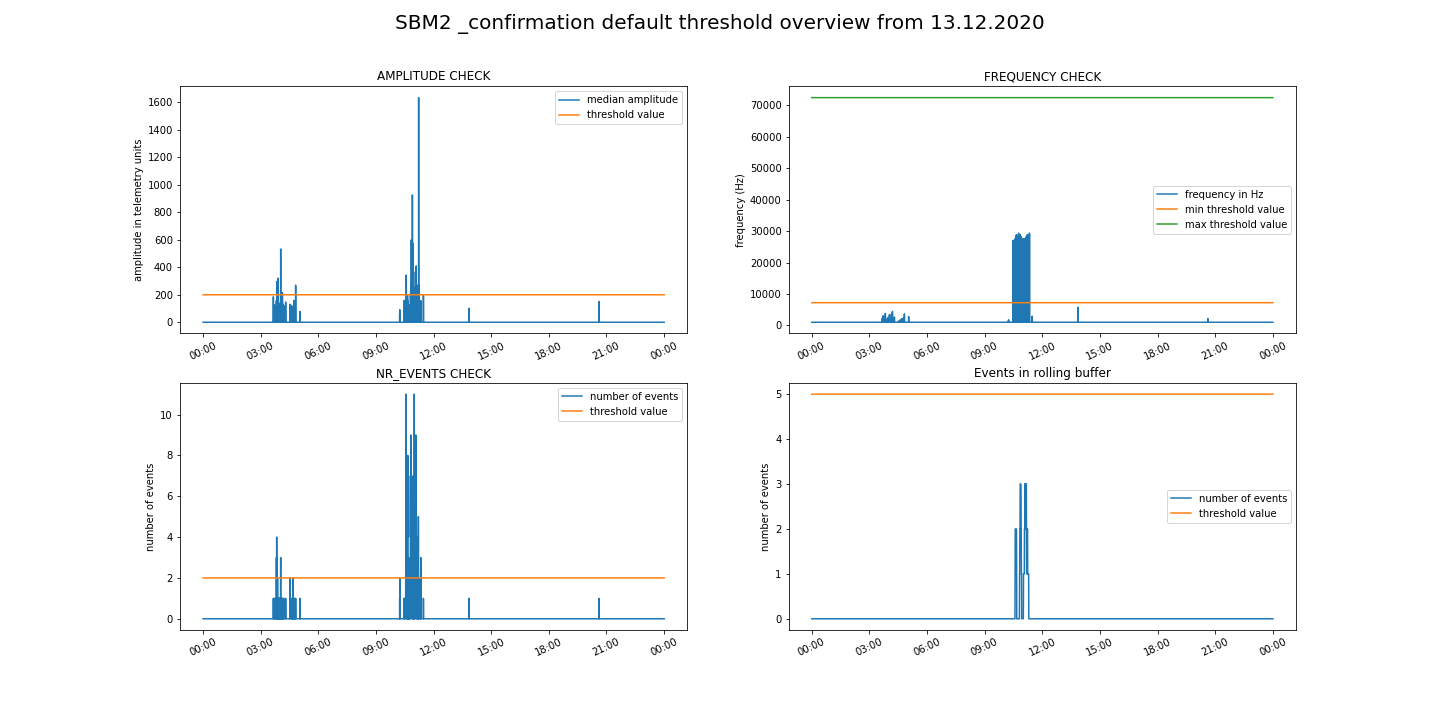 SBM2 _confirmation default threshold overview from 13.12.2020
AMPLITUDE CHECK
amplitude in telemetry units
1600
1400
1200
1000
800
600
400
200
0
median amplitude
threshold value
00:00 03:00 06:00 09:00 12:00 15:00 18:00 21:00 00:00
FREQUENCY CHECK
frequency (Hz)
70000
60000
50000
40000
30000
20000
10000
0
frequency in Hz
min threshold value
max threshold value
00:00 03:00 06:00 09:00 12:00 15:00 18:00 21:00 00:00
NR_EVENTS CHECK
number of events
10
8
6
4
2
0
number of events
threshold value
00:00 03:00 06:00 09:00 12:00 15:00 18:00 21:00 00:00
Events in rolling buffer
number of events
5
4
3
2
1
0
number of events
threshold value
00:00 03:00 06:00 09:00 12:00 15:00 18:00 21:00 00:00